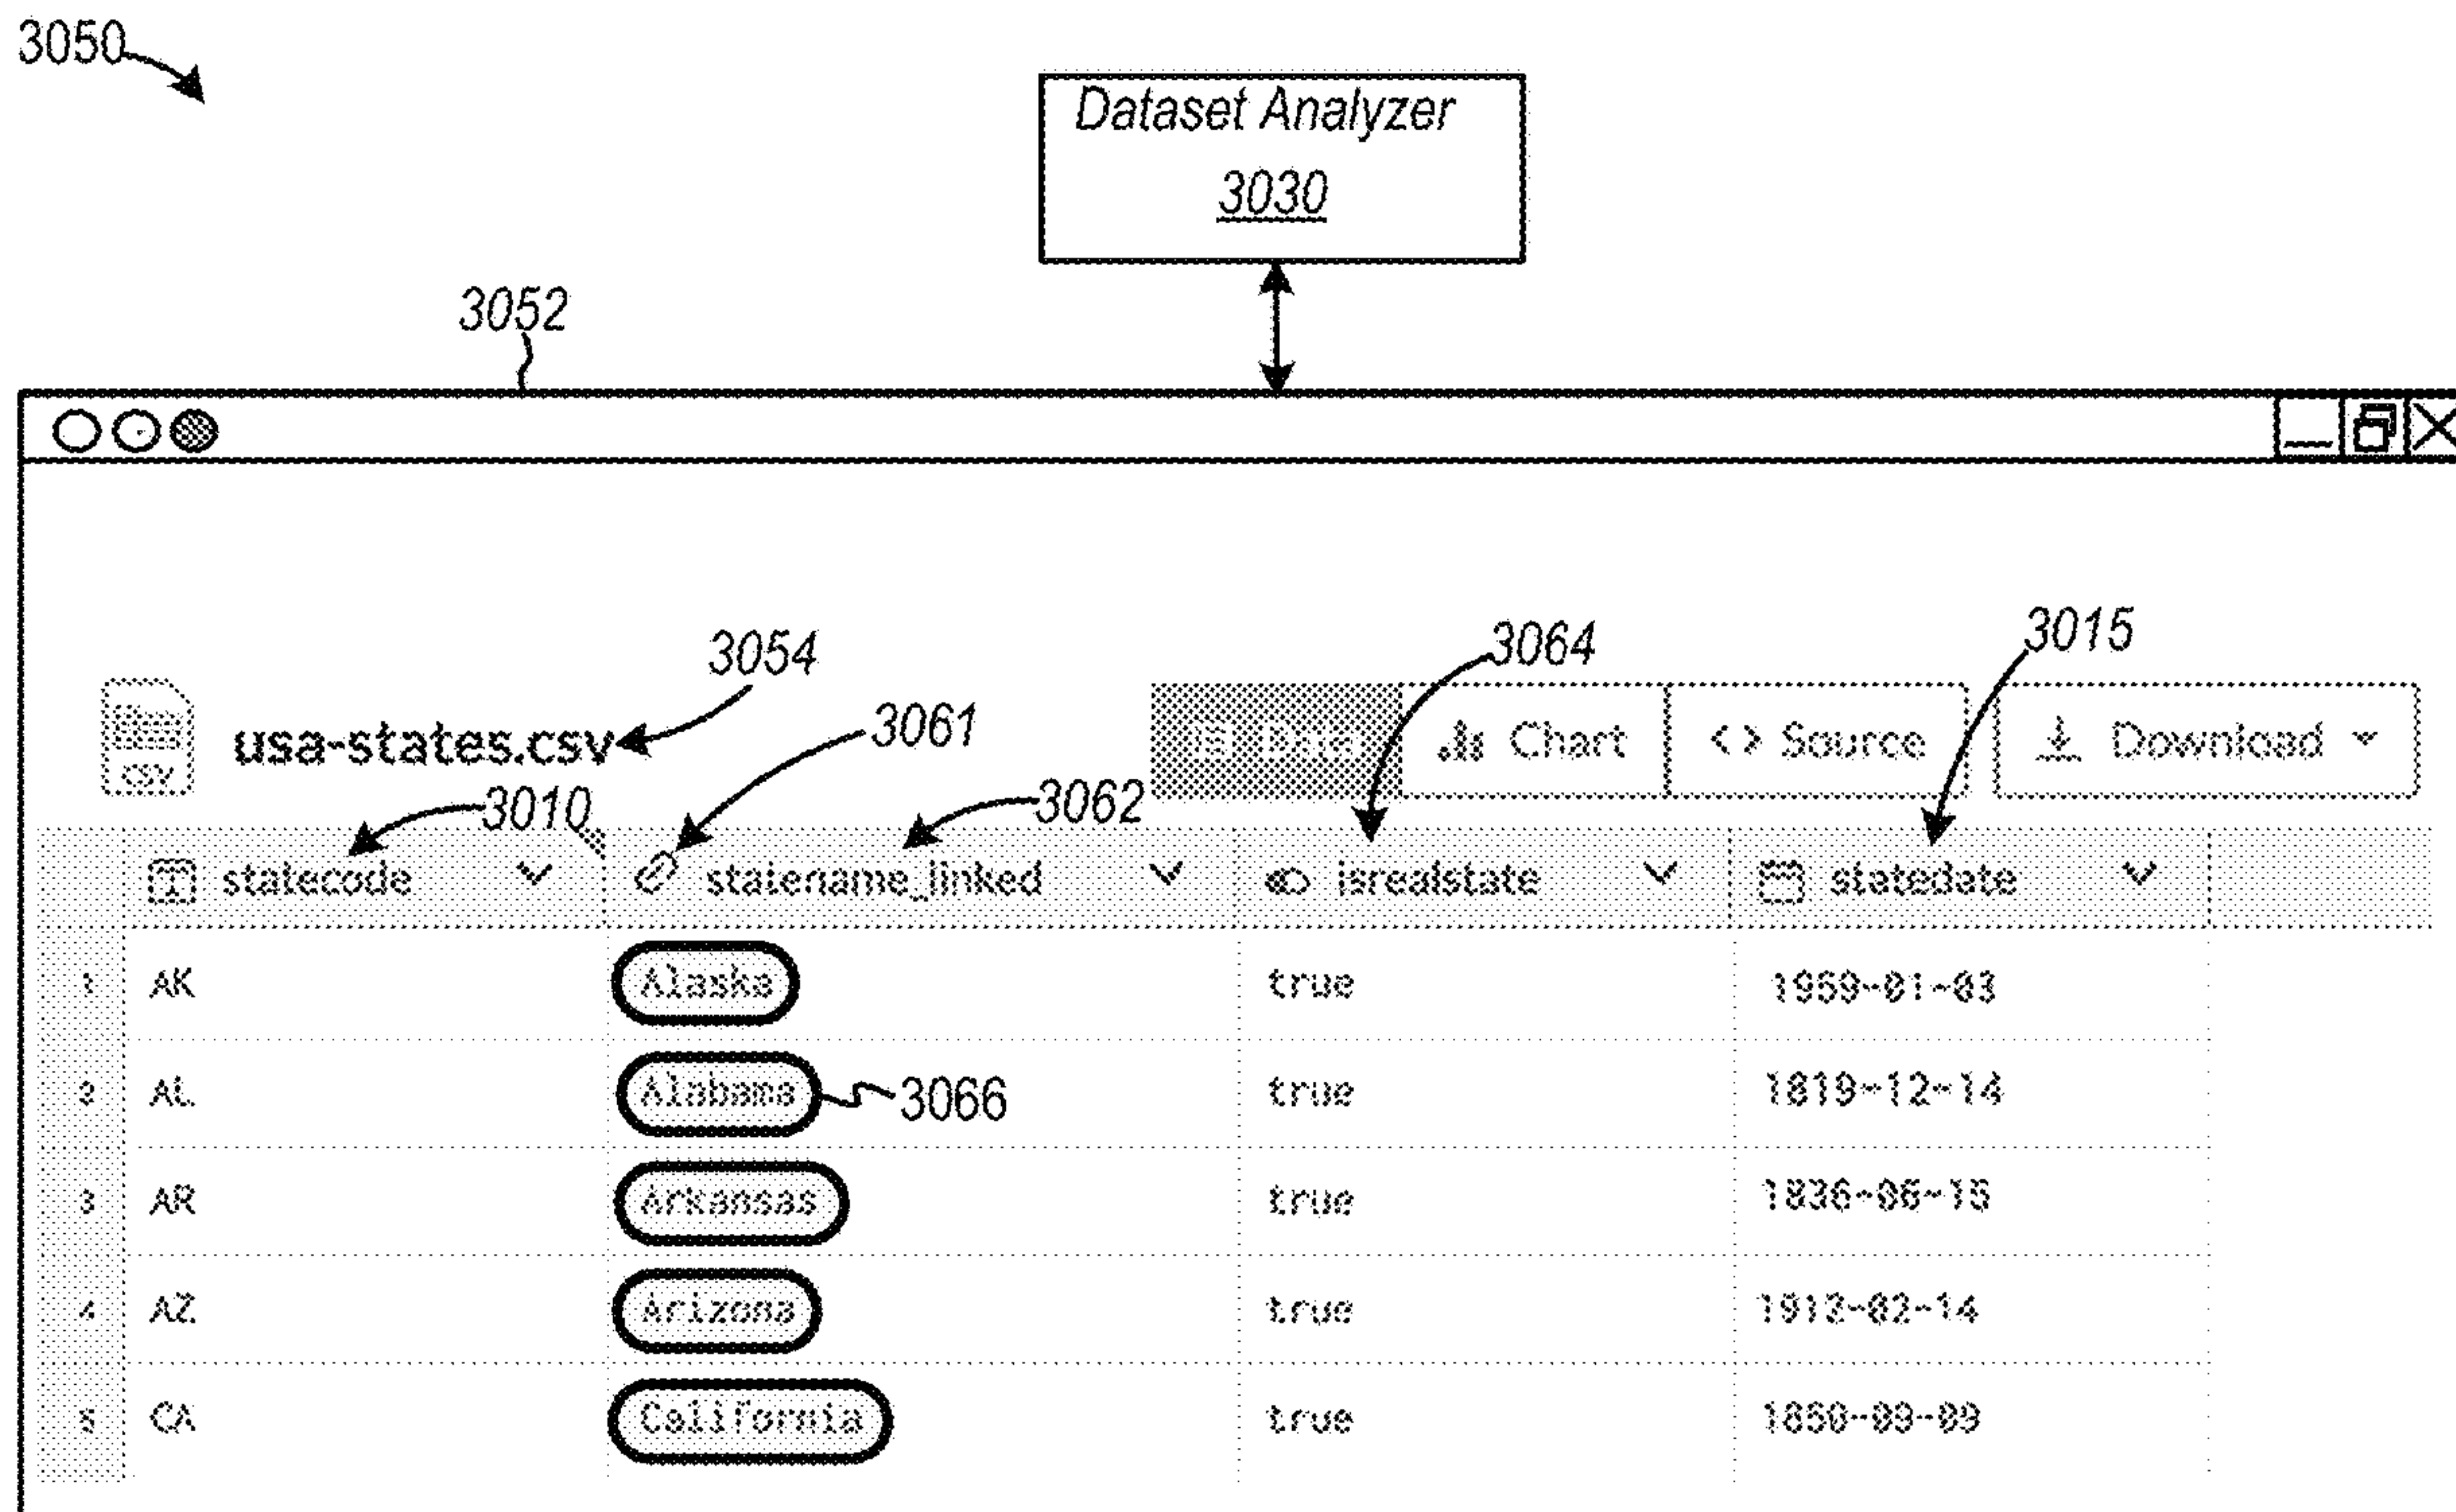 3050
Dataset Analyzer
3030
3052
3054
3061
3064
3015
usa-states.csv
csv
Chart
<> Source
Download
3010
3062
statecode
statename_linked
isrealstate
statedate
1 AK Alaska true 1959-01-03
2 AL Alabama true 1819-12-14
3066
3 AR Arkansas true 1836-06-15
4 AZ Arizona true 1912-02-14
5 CA California true 1850-09-09